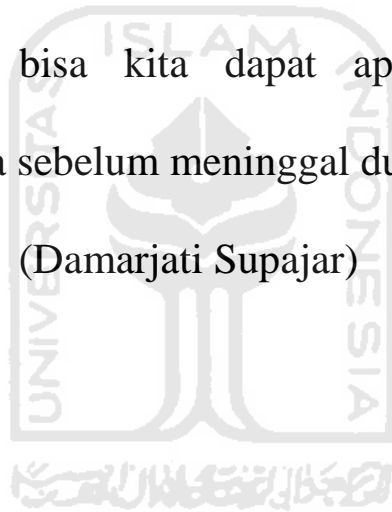 bisa kita dapat ap
a sebelum meninggal du
(Damarjati Supajar)
ISLAM
UNIVERSITAS
INDONESIA